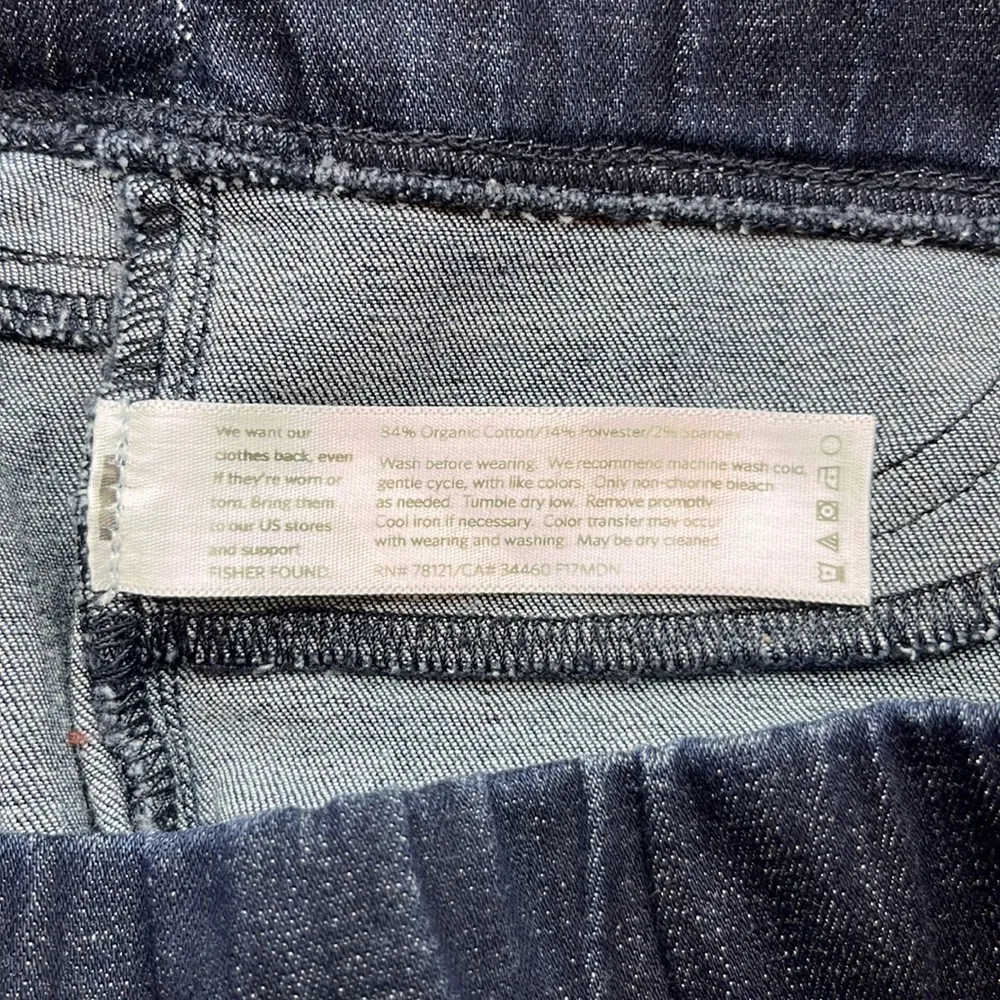 We want our
clothes back, even
if they're worn or
torn. Bring them
to our US stores
and support
FISHER FOUND.
84% Organic Cotton/14% Polyester/2% Spandex
Wash before wearing. We recommend machine wash cold,
gentle cycle, with like colors. Only non-chlorine bleach
as needed. Tumble dry low. Remove promptly
Cool iron if necessary. Color transfer may occur
with wearing and washing. May be dry cleaned
RN# 78121/CA# 34460 F17MDN